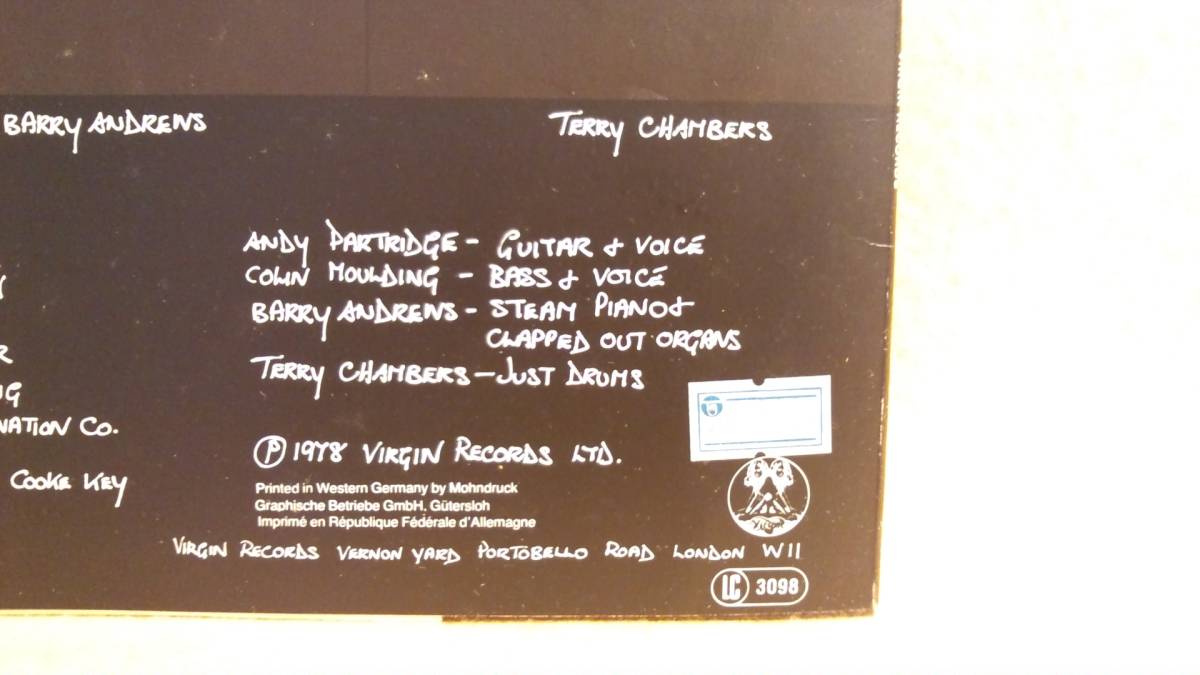 BARRY ANDREWS
TERRY CHAMBERS
ANDY PARTRIDGE - GUITAR & VOICE
COLIN MOULDING - BASS & VOICE
BARRY ANDREWS - STEAM PIANO &
CLAPPED OUT ORGANS
TERRY CHAMBERS - JUST DRUMS
NATION CO.
COOKE KEY
Ⓟ 1978 VIRGIN RECORDS LTD.
Printed in Western Germany by Mohndruck
Graphische Betriebe GmbH, Gütersloh
Imprimé en République Fédérale d'Allemagne
VIRGIN RECORDS VERNON YARD PORTOBELLO ROAD LONDON W11
LC 3098